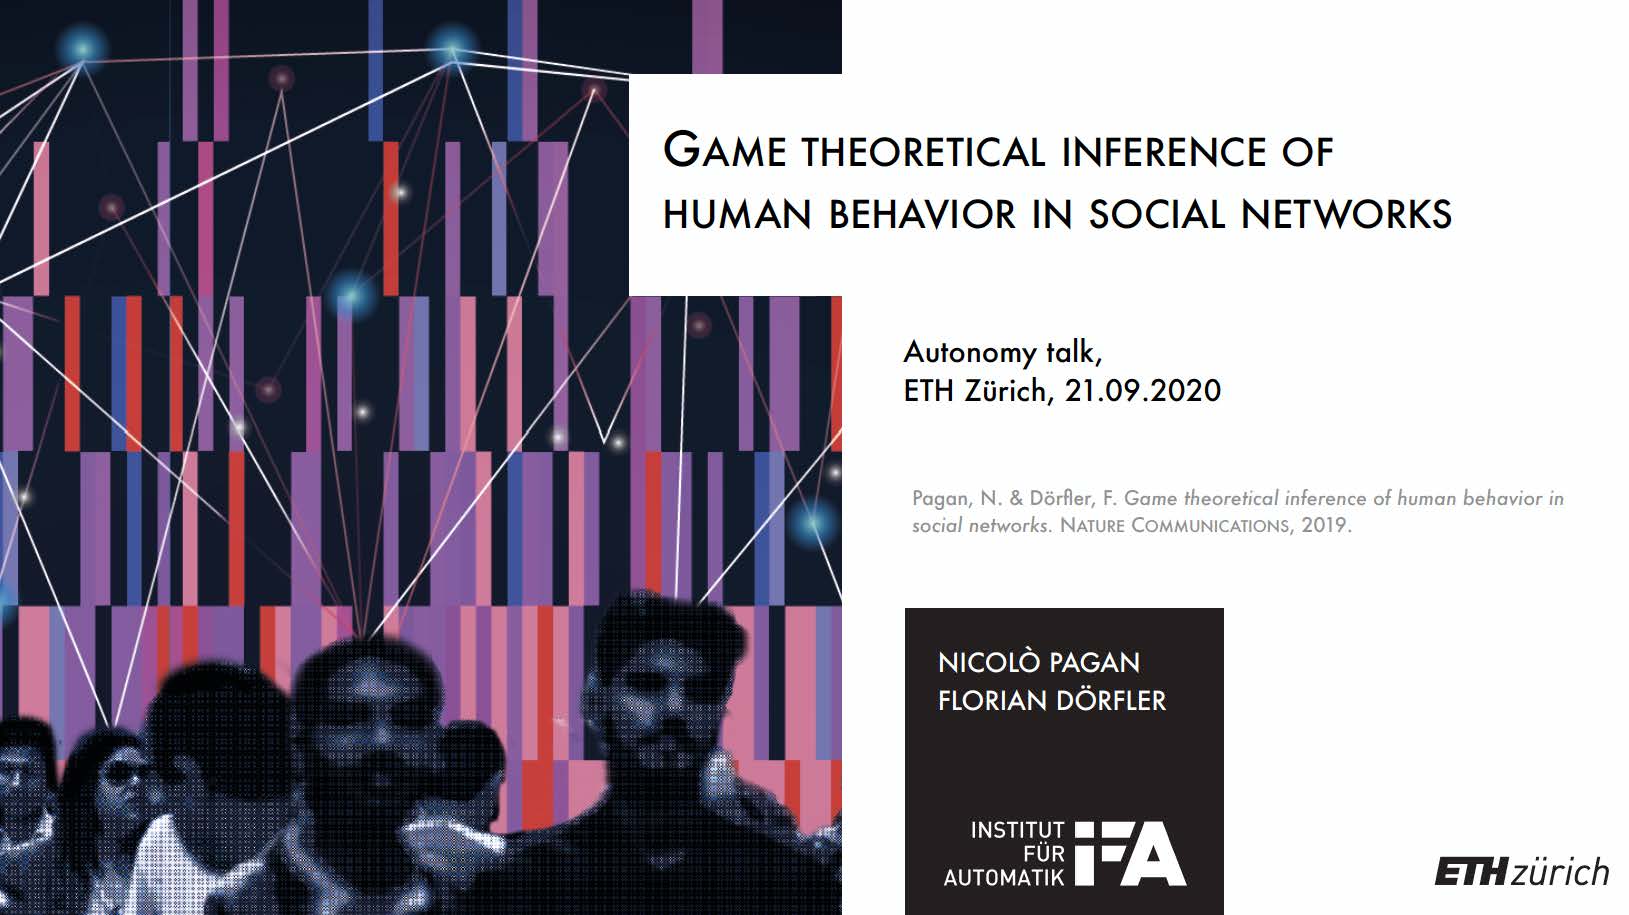 GAME THEORETICAL INFERENCE OF
HUMAN BEHAVIOR IN SOCIAL NETWORKS
Autonomy talk,
ETH Zürich, 21.09.2020
Pagan, N. & Dörfler, F. Game theoretical inference of human behavior in
social networks. NATURE COMMUNICATIONS, 2019.
NICOLÒ PAGAN
FLORIAN DÖRFLER
INSTITUT
FÜR
AUTOMATIK
iFA
ETH zürich